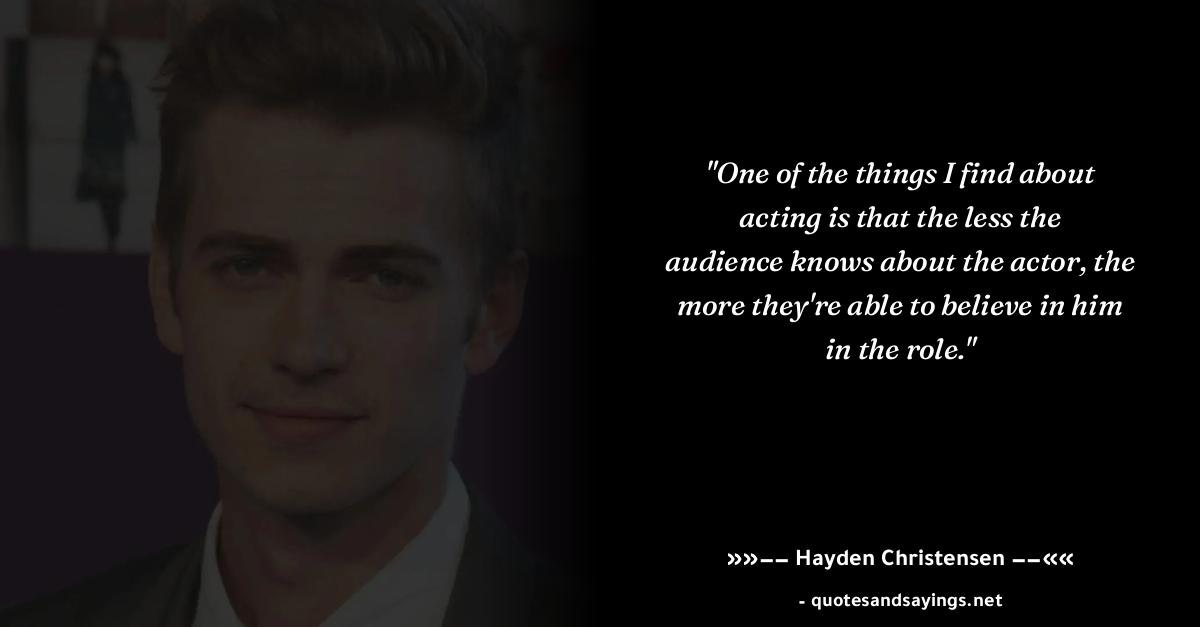 "One of the things I find about
acting is that the less the
audience knows about the actor, the
more they're able to believe in him
in the role."
»»–– Hayden Christensen ––««
- quotesandsayings.net